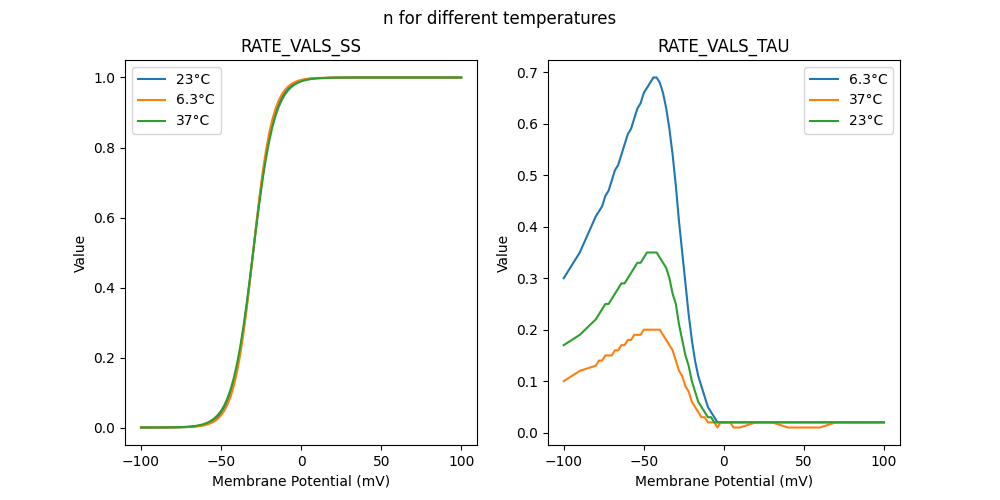 n for different temperatures
RATE_VALS_SS
23°C
6.3°C
37°C
1.0
0.8
0.6
0.4
0.2
0.0
Value
−100
−50
0
50
100
Membrane Potential (mV)
RATE_VALS_TAU
6.3°C
37°C
23°C
0.7
0.6
0.5
0.4
0.3
0.2
0.1
0.0
Value
−100
−50
0
50
100
Membrane Potential (mV)